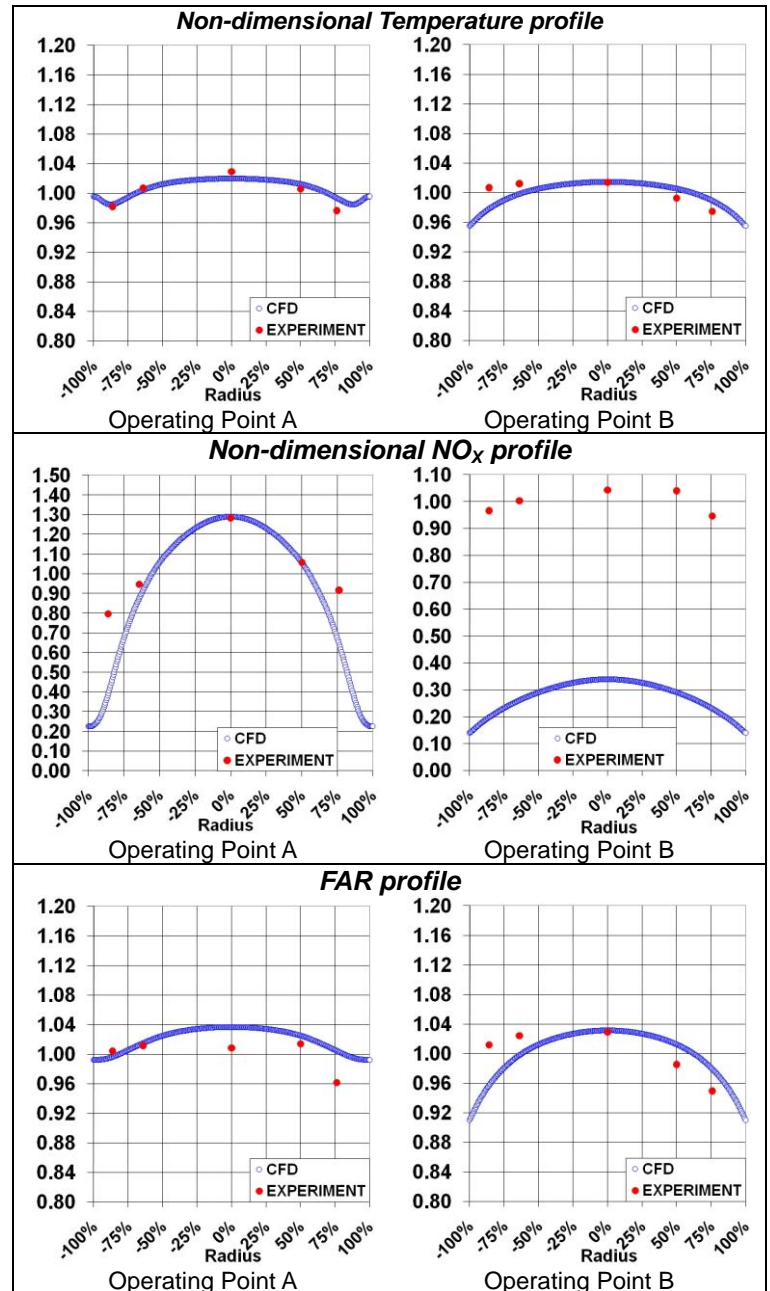 Non-dimensional Temperature profile
1.20 1.20
1.16 1.16
1.12 1.12
1.08 1.08
1.04 1.04
1.00 1.00
0.96 0.96
0.92 0.92
0.88 0.88
0.84 0.84
0.80 0.80
CFD CFD
EXPERIMENT EXPERIMENT
-100% -75% -50% -25% 0% 25% 50% 75% 100% -100% -75% -50% -25% 0% 25% 50% 75% 100%
Radius Radius
Operating Point A Operating Point B
Non-dimensional NOX profile
1.50 1.10
1.40 1.00
1.30 0.90
1.20 0.80
1.10 0.70
1.00 0.60
0.90 0.50
0.80 0.40
0.70 0.30
0.60 0.20
0.50 0.10
0.40 0.00
0.30
0.20
0.10
0.00
CFD CFD
EXPERIMENT EXPERIMENT
-100% -75% -50% -25% 0% 25% 50% 75% 100% -100% -75% -50% -25% 0% 25% 50% 75% 100%
Radius Radius
Operating Point A Operating Point B
FAR profile
1.20 1.20
1.16 1.16
1.12 1.12
1.08 1.08
1.04 1.04
1.00 1.00
0.96 0.96
0.92 0.92
0.88 0.88
0.84 0.84
0.80 0.80
CFD CFD
EXPERIMENT EXPERIMENT
-100% -75% -50% -25% 0% 25% 50% 75% 100% -100% -75% -50% -25% 0% 25% 50% 75% 100%
Radius Radius
Operating Point A Operating Point B